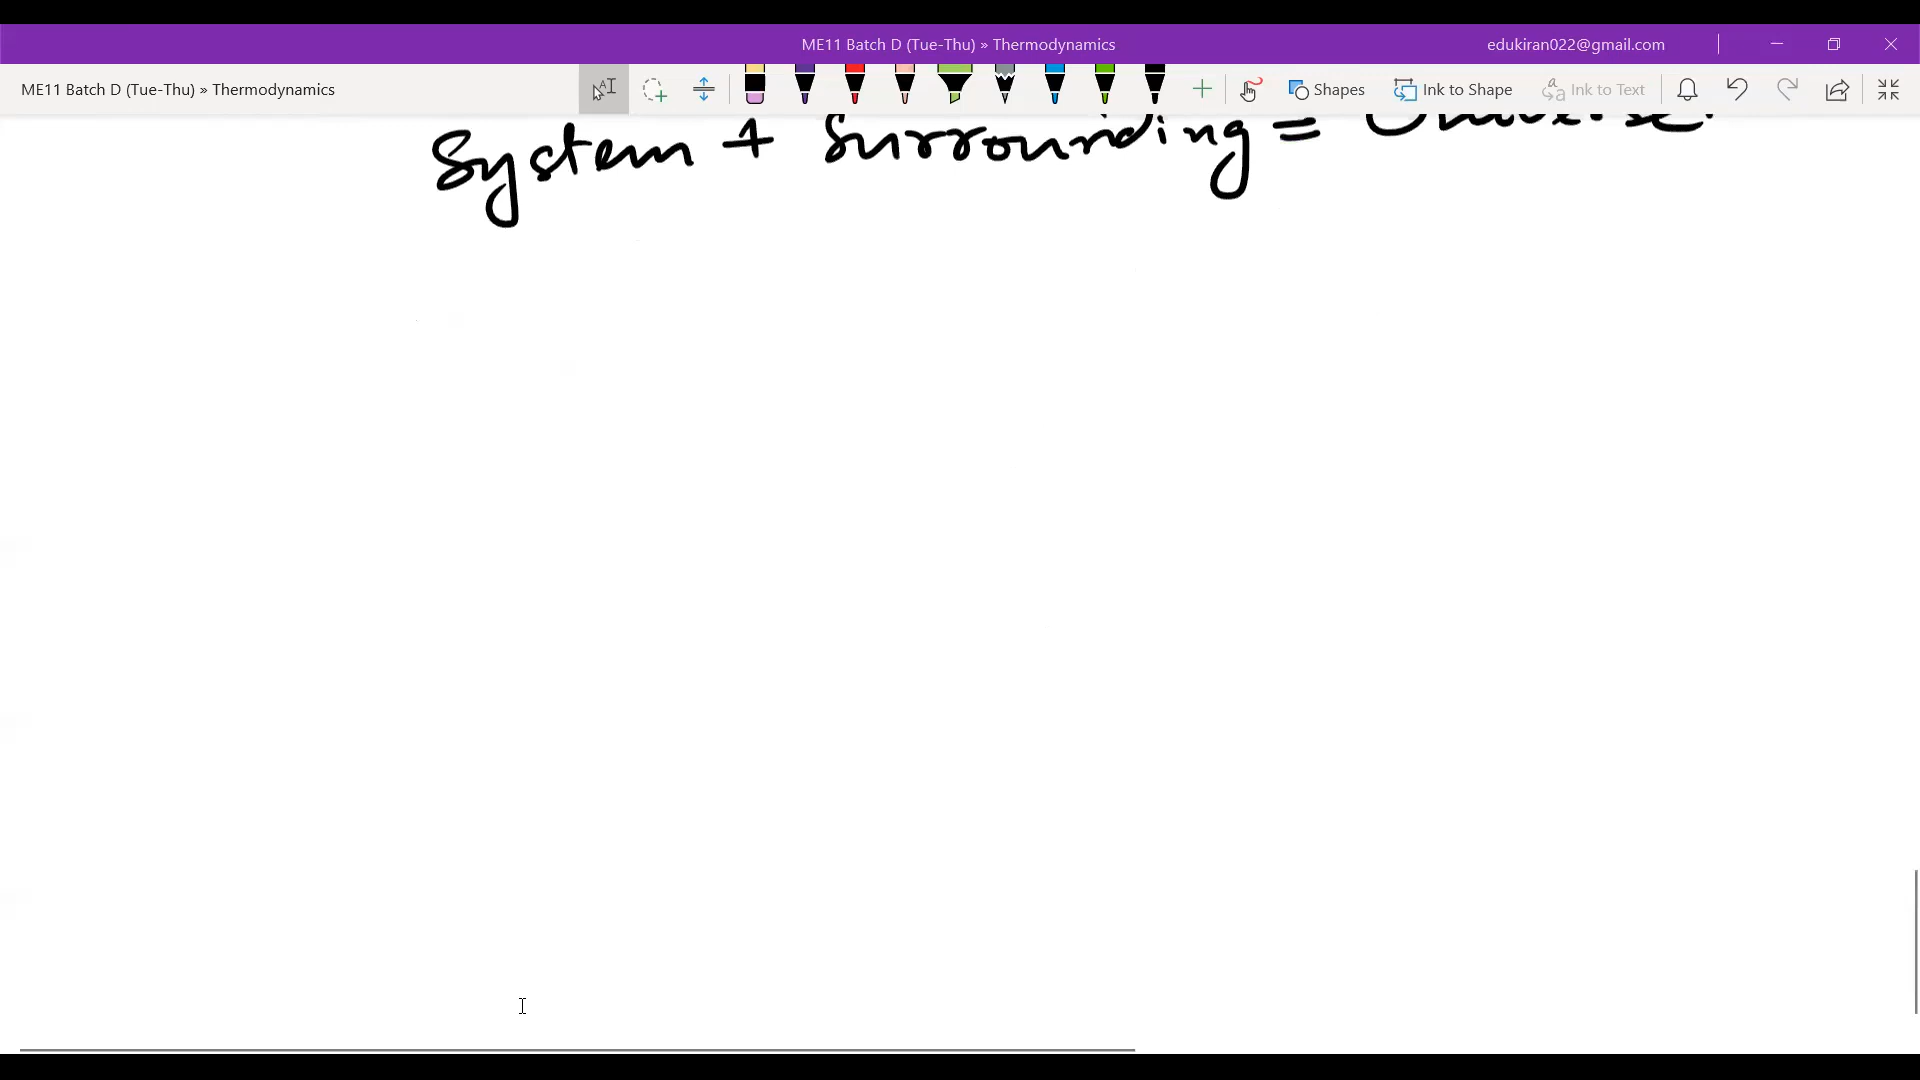 ME11 Batch D (Tue-Thu) » Thermodynamics edukiran022@gmail.com
ME11 Batch D (Tue-Thu) » Thermodynamics Shapes Ink to Shape Ink to Text
System + Surrounding = Universe.